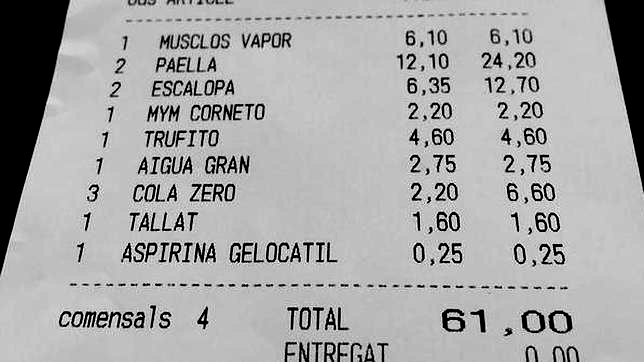 1 MUSCLOS VAPOR 6,10 6,10
2 PAELLA 12,10 24,20
2 ESCALOPA 6,35 12,70
1 MYM CORNETO 2,20 2,20
1 TRUFITO 4,60 4,60
1 AIGUA GRAN 2,75 2,75
3 COLA ZERO 2,20 6,60
1 TALLAT 1,60 1,60
1 ASPIRINA GELOCATIL 0,25 0,25
comensals 4 TOTAL 61,00
ENTREGAT 0,00